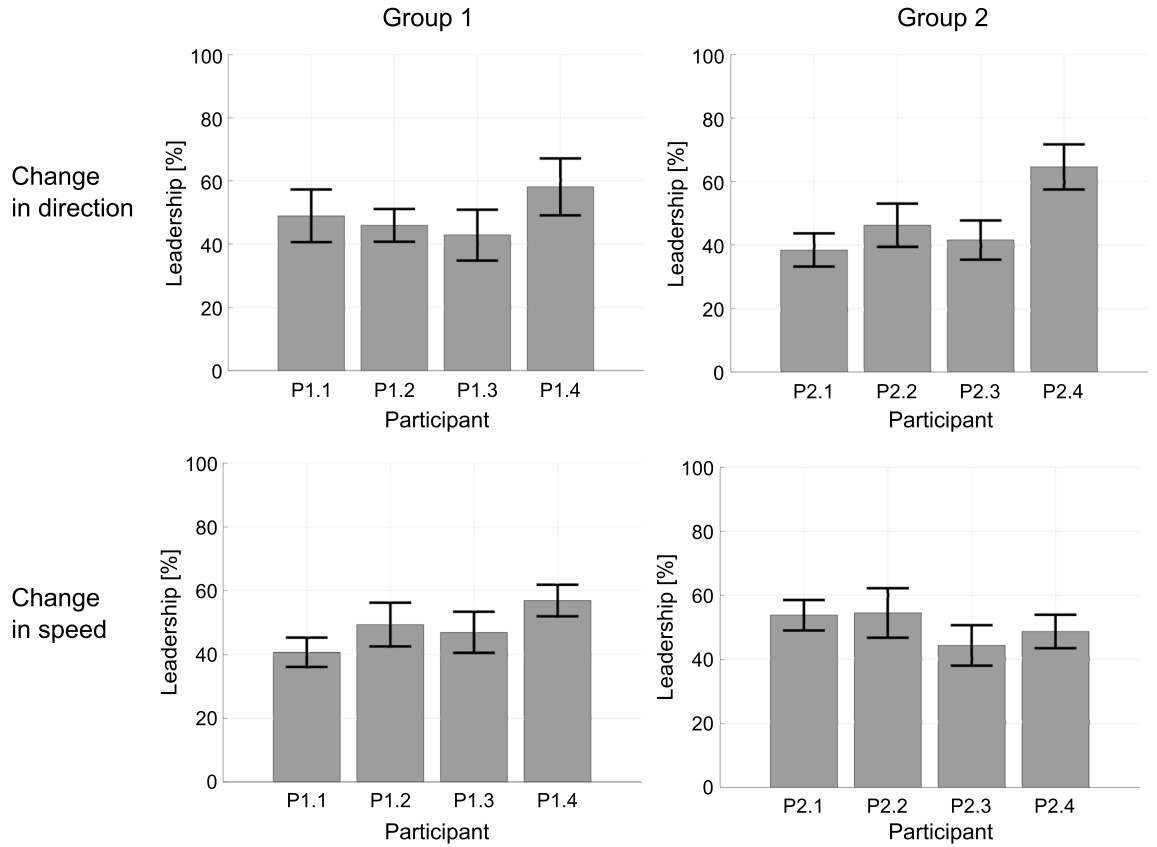 Group 1
Group 2
Change
in direction
Leadership [%]
100
80
60
40
20
0
P1.1 P1.2 P1.3 P1.4
Participant
Leadership [%]
100
80
60
40
20
0
P2.1 P2.2 P2.3 P2.4
Participant
Change
in speed
Leadership [%]
100
80
60
40
20
0
P1.1 P1.2 P1.3 P1.4
Participant
Leadership [%]
100
80
60
40
20
0
P2.1 P2.2 P2.3 P2.4
Participant